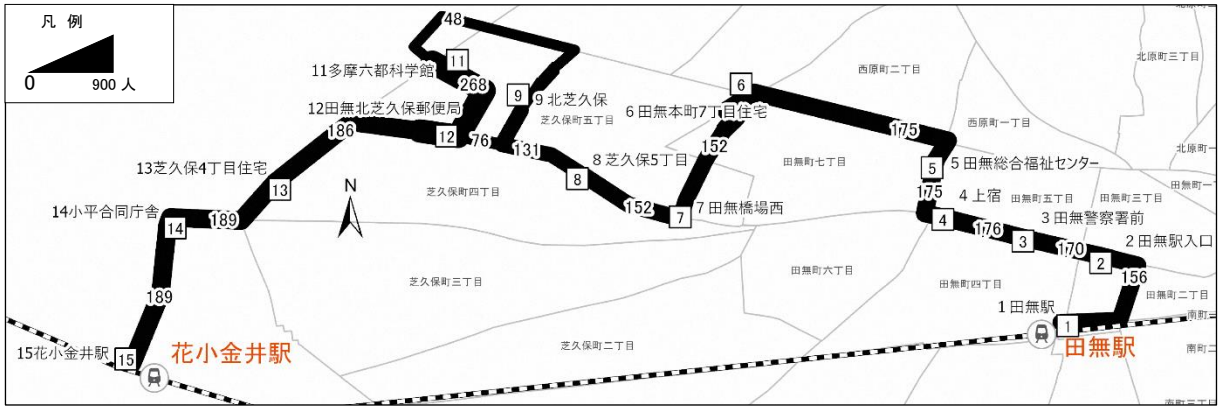 凡 例
0 900 人
48
北原町三丁目
西原町二丁目
11多摩六都科学館
11
268
9
9 北芝久保
6
6 田無本町7丁目住宅
12田無北芝久保郵便局
芝久保町五丁目
175
西原町一丁目
186
12
76
131
152
田無町七丁目
5
5 田無総合福祉センター
13芝久保4丁目住宅
8 芝久保5丁目
13
N
芝久保町四丁目
8
175
4 上宿
田無町五丁目
田無町三丁目
14小平合同庁舎
189
14
152
7
7 田無橋場西
4
176
3 田無警察署前
3
170
2 田無駅入口
2
156
芝久保町三丁目
田無町六丁目
田無町四丁目
田無町二丁目
189
1 田無駅
1
15花小金井駅
15
花小金井駅
芝久保町二丁目
田無駅